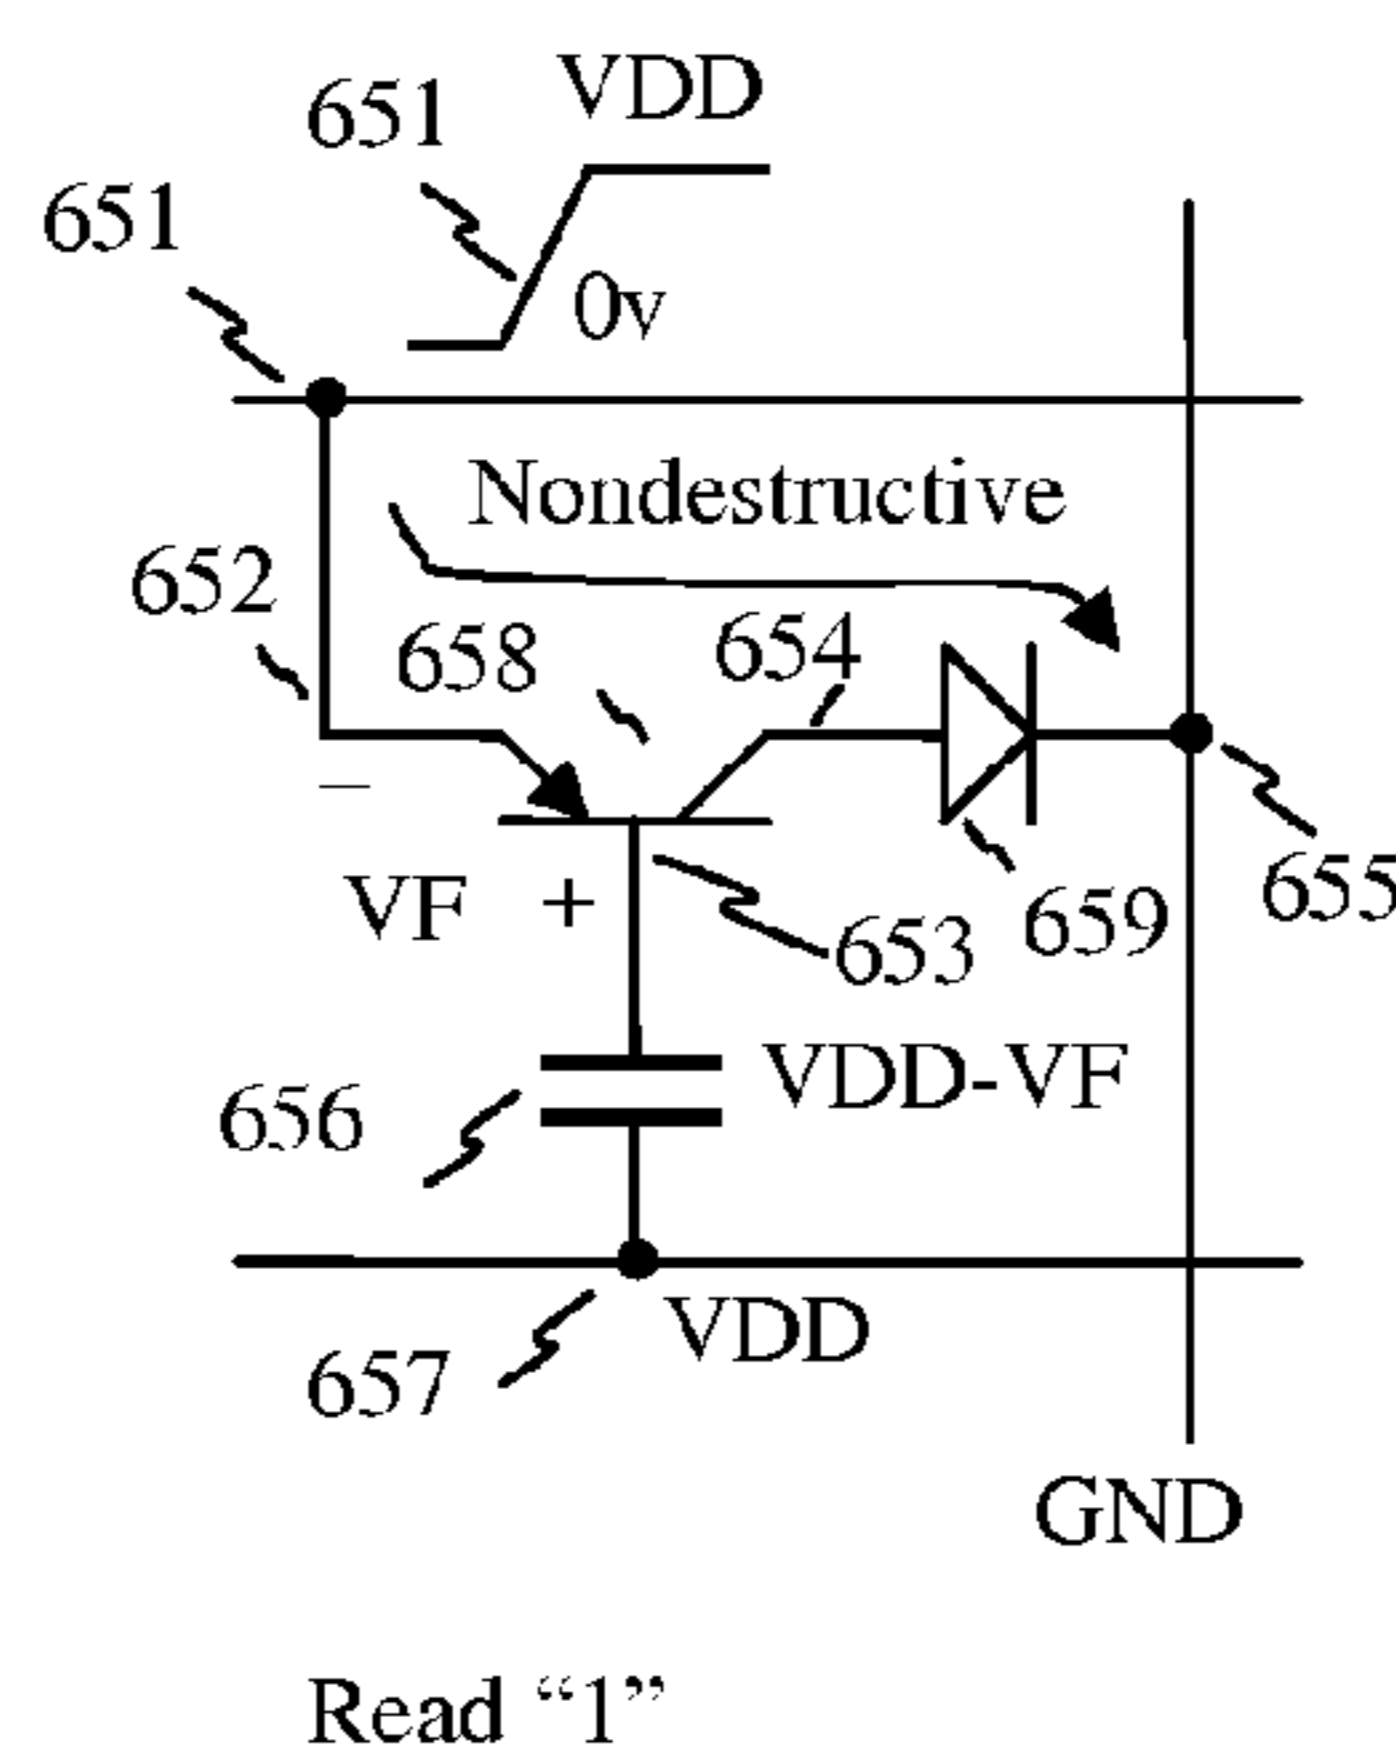 VDD
651
651
0v
Nondestructive
652
658
654
–
VF +
653
659
655
VDD-VF
656
VDD
657
GND
Read “1”